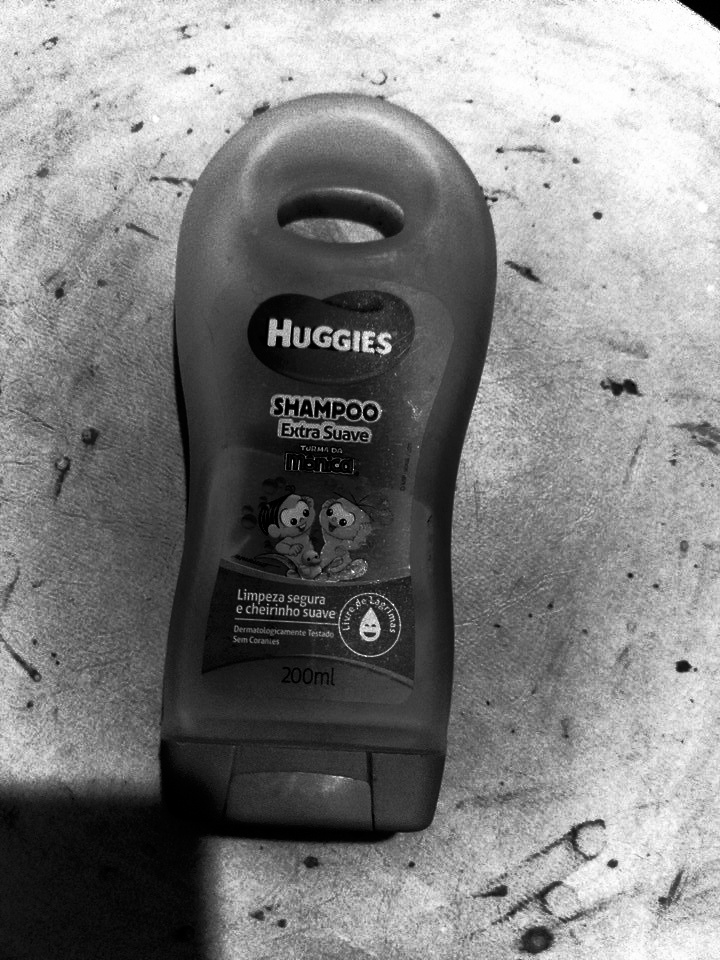 HUGGIES
SHAMPOO
Extra Suave
TURMA DA
Mônica
Limpeza segura
e cheirinho suave
Dermatologicamente Testado
Sem Corantes
Livre de Lágrimas
200ml